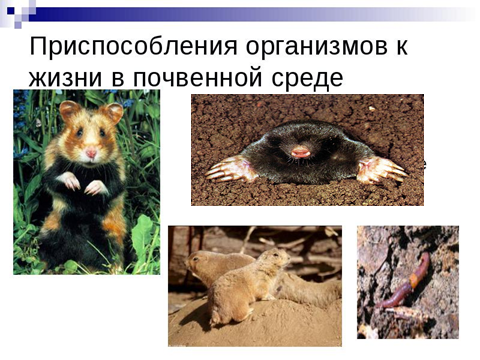 Приспособления организмов к
жизни в почвенной среде
е